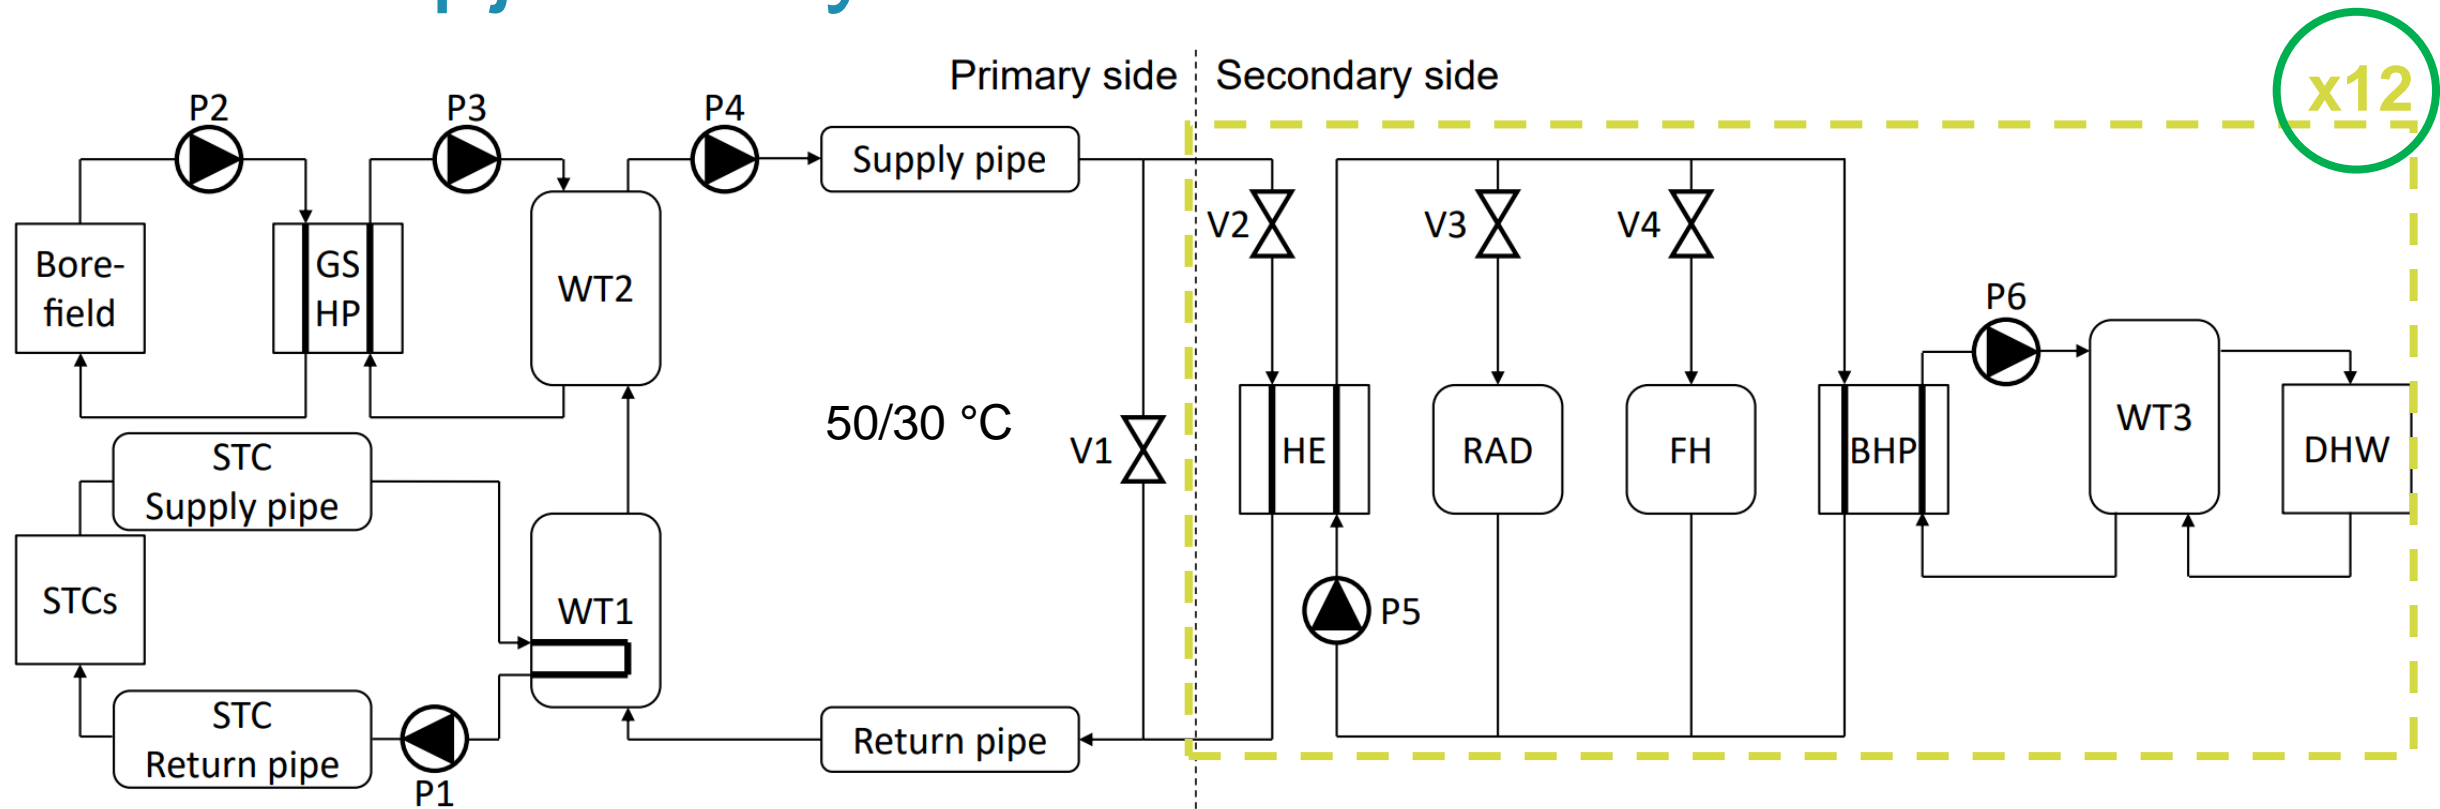 Primary side
Secondary side
x12
P2
P3
P4
Supply pipe
V2
V3
V4
Bore-
field
GS
HP
WT2
P6
50/30 °C
V1
HE
RAD
FH
BHP
WT3
DHW
STC
Supply pipe
STCs
WT1
P5
STC
Return pipe
P1
Return pipe